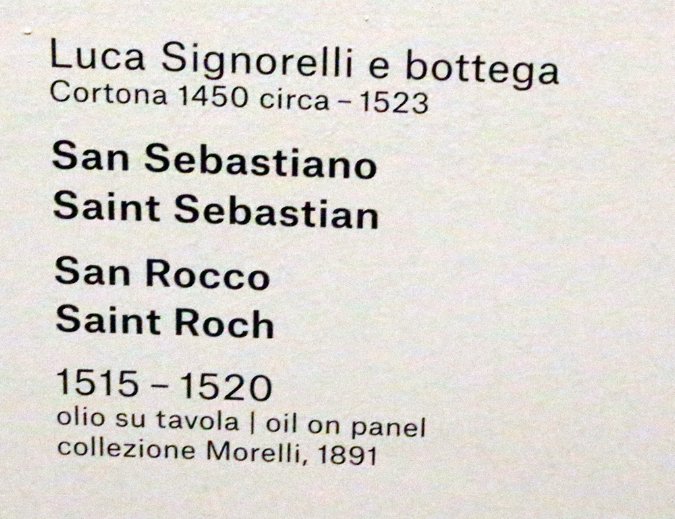 Luca Signorelli e bottega
Cortona 1450 circa – 1523
San Sebastiano
Saint Sebastian
San Rocco
Saint Roch
1515 – 1520
olio su tavola | oil on panel
collezione Morelli, 1891